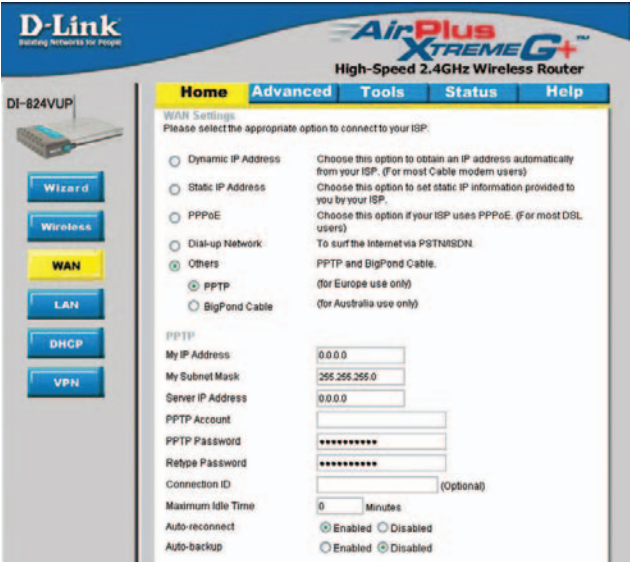 D-Link
Building Networks for People
AirPlus
XTREME G+™
High-Speed 2.4GHz Wireless Router
DI-824VUP
Home Advanced Tools Status Help
WAN Settings
Please select the appropriate option to connect to your ISP.
Dynamic IP Address Choose this option to obtain an IP address automatically
from your ISP. (For most Cable modem users)
Static IP Address Choose this option to set static IP information provided to
you by your ISP.
PPPoE Choose this option if your ISP uses PPPoE. (For most DSL
users)
Dial-up Network To surf the Internet via PSTN/ISDN.
Others PPTP and BigPond Cable.
PPTP (for Europe use only)
BigPond Cable (for Australia use only)
Wizard
Wireless
WAN
LAN
DHCP
VPN
PPTP
My IP Address 0.0.0.0
My Subnet Mask 255.255.255.0
Server IP Address 0.0.0.0
PPTP Account
PPTP Password ••••••••••
Retype Password ••••••••••
Connection ID (Optional)
Maximum Idle Time 0 Minutes
Auto-reconnect Enabled Disabled
Auto-backup Enabled Disabled